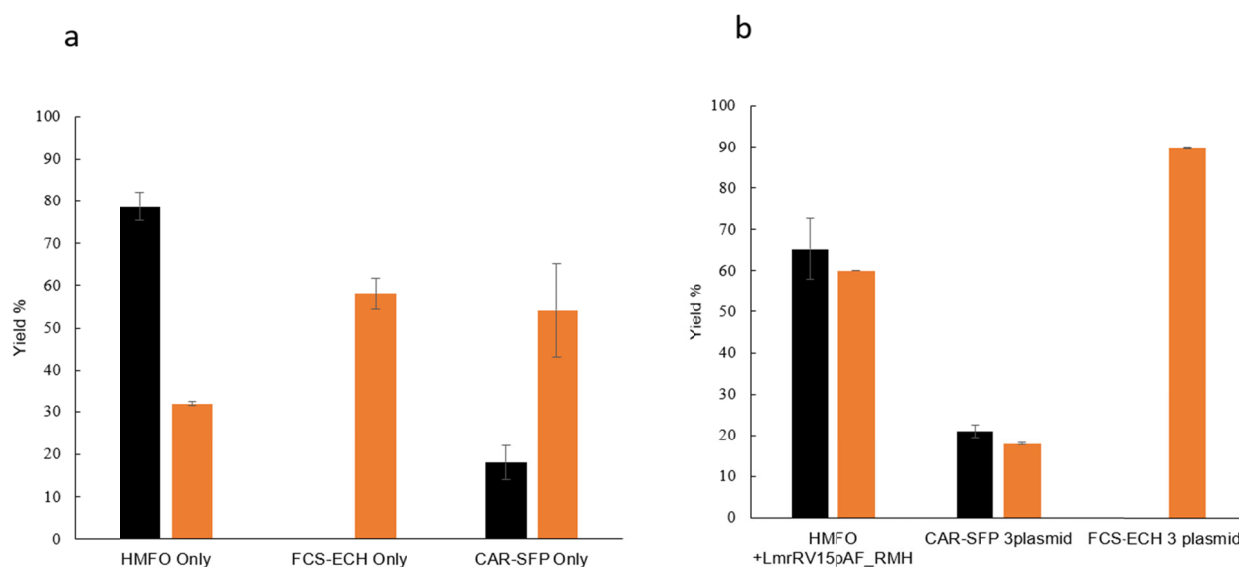 a
100
90
80
70
60
50
40
30
20
10
0
Yield %
HMFO Only
FCS-ECH Only
CAR-SFP Only
b
100
90
80
70
60
50
40
30
20
10
0
Yield %
HMFO
+LmrRV15pAF_RMH
CAR-SFP 3plasmid
FCS-ECH 3 plasmid